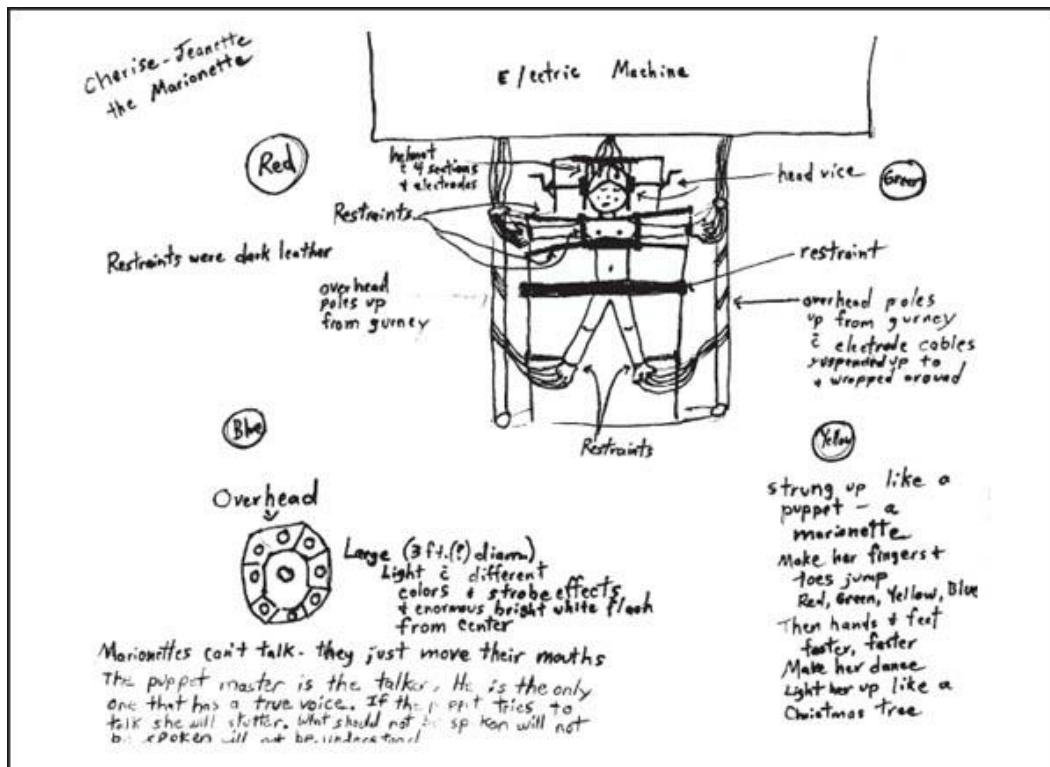 Cherise-Jeanette
the Marionette
Electric Machine
Red
helmet
c̄ 4 sections
+ electrodes
head vice
Green
Restraints
Restraints were dark leather
restraint
overhead
poles up
from gurney
overhead poles
up from gurney
c̄ electrode cables
suspended up to
+ wrapped around
Restraints
Blue
Yellow
Overhead
Large (3 ft.(?) diam.)
Light c̄ different
colors + strobe effects
+ enormous bright white flash
from center
strung up like a
puppet - a
marionette
Make her fingers +
toes jump
Red, Green, Yellow, Blue
Then hands + feet
faster, faster
Make her dance
Light her up like a
Christmas tree
Marionettes can't talk - they just move their mouths
The puppet master is the talker. He is the only
one that has a true voice. If the puppet tries to
talk she will stutter. What should not be spoken will not
be spoken will not be understood